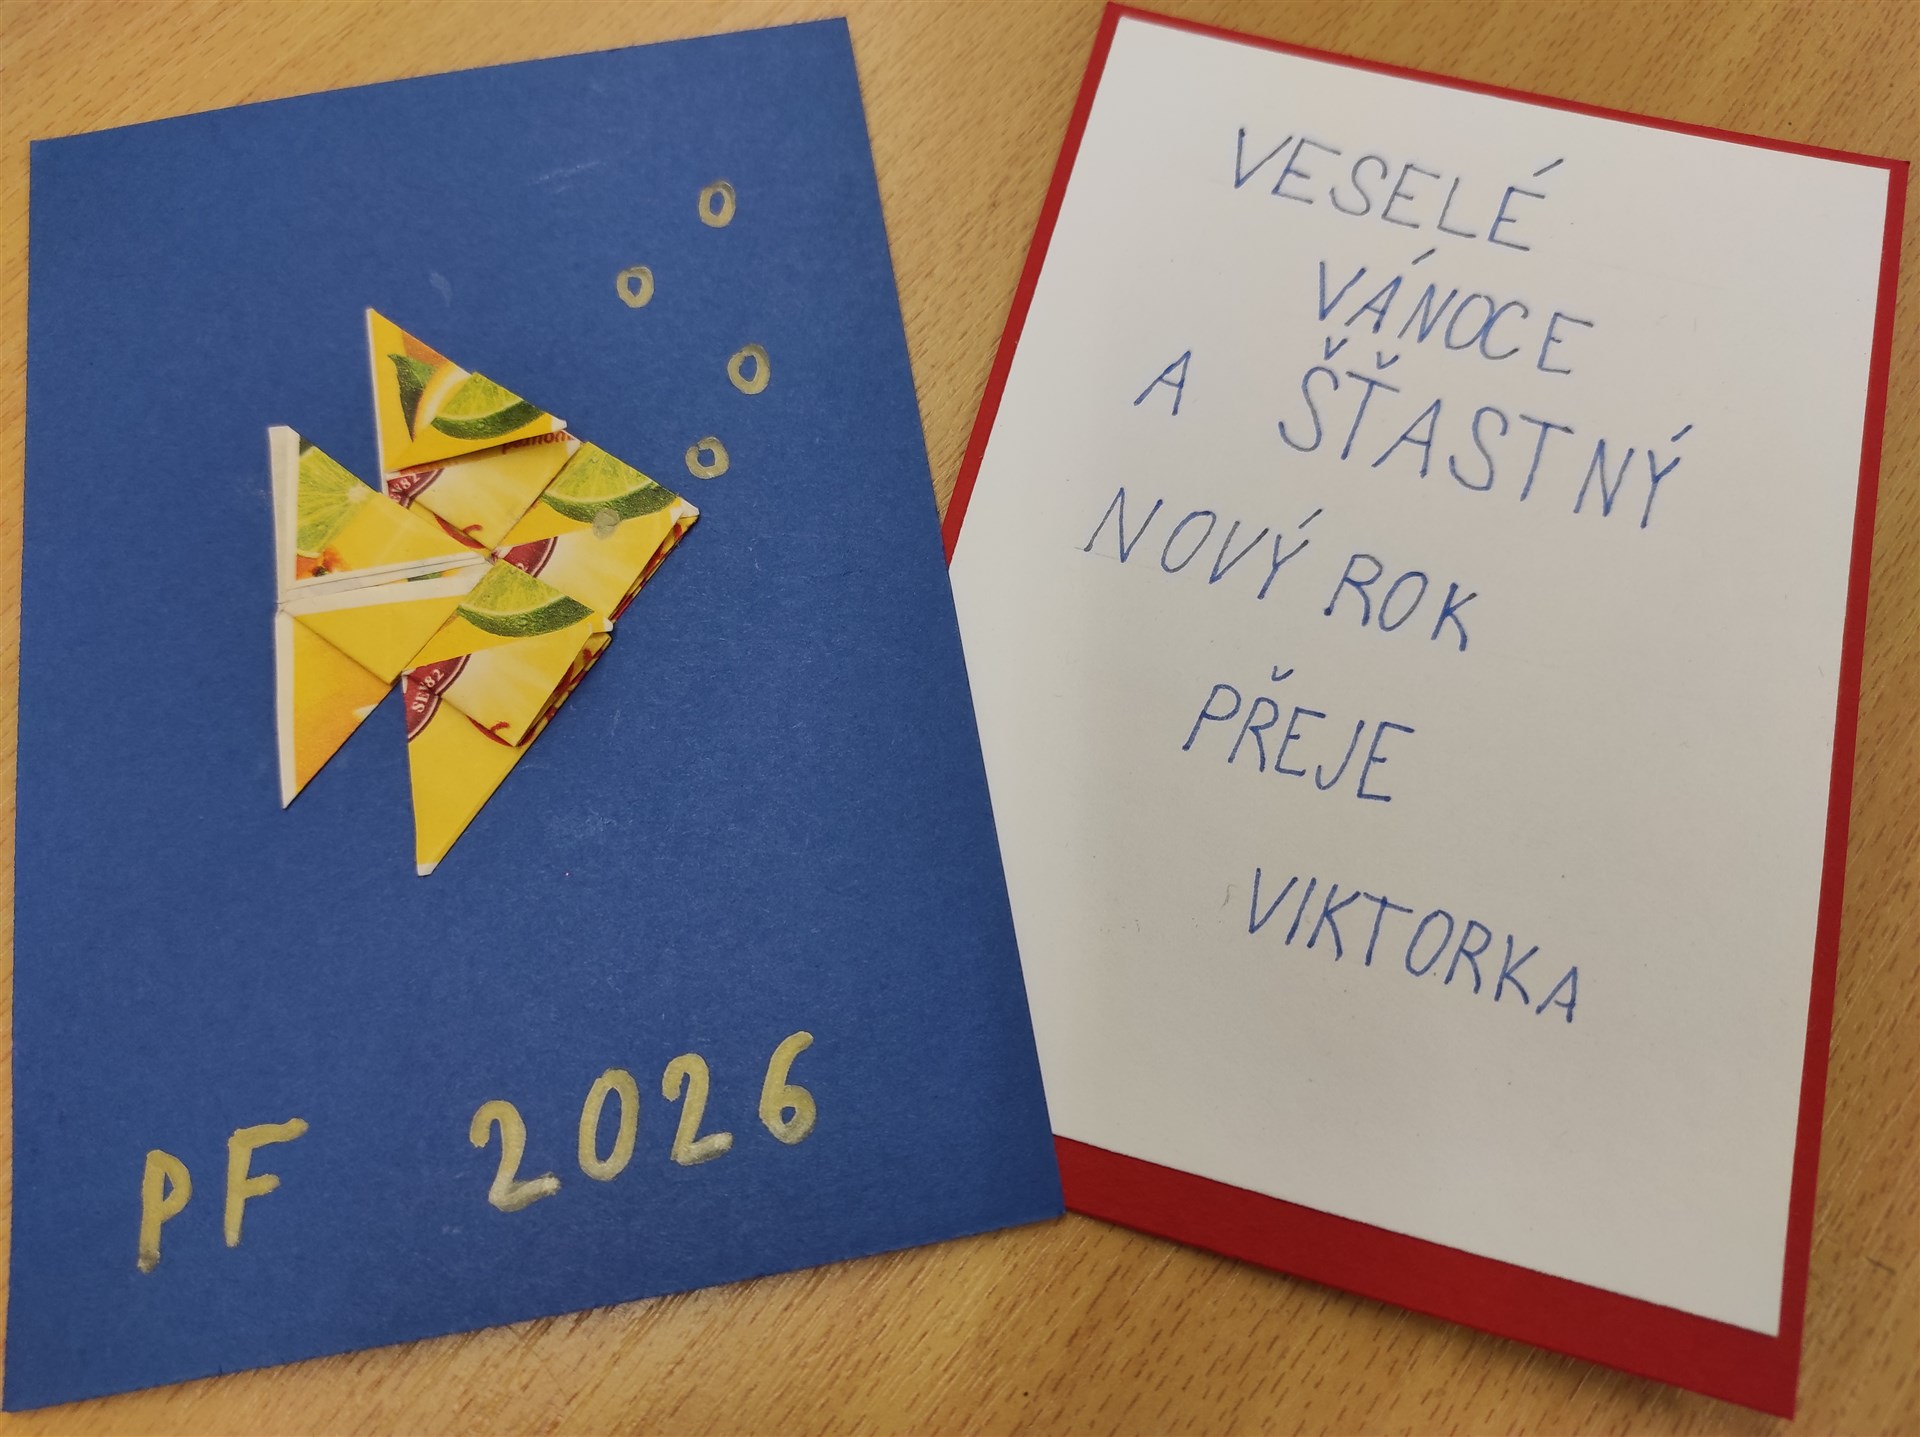 PF 2026
VESELÉ
VÁNOCE
A ŠŤASTNÝ
NOVÝ ROK
PŘEJE
VIKTORKA